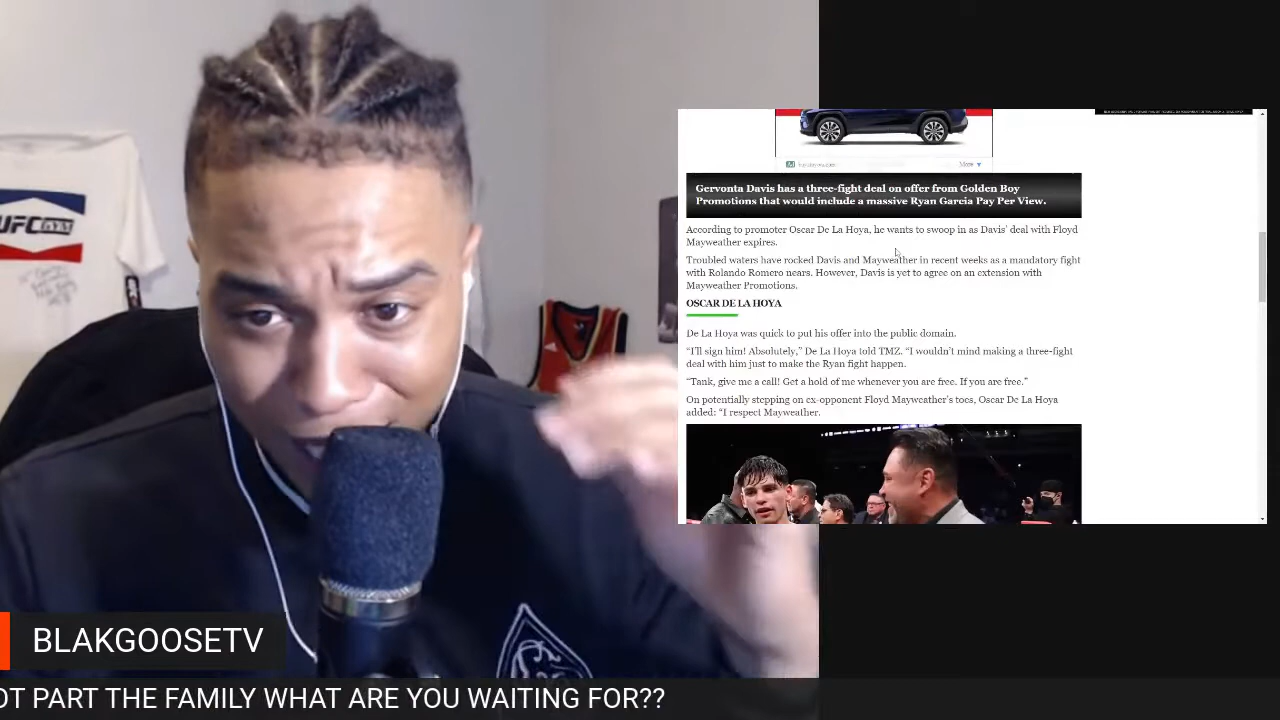 UFC GYM
Ad
More
Gervonta Davis has a three-fight deal on offer from Golden Boy
Promotions that would include a massive Ryan Garcia Pay Per View.
According to promoter Oscar De La Hoya, he wants to swoop in as Davis' deal with Floyd
Mayweather expires.
Troubled waters have rocked Davis and Mayweather in recent weeks as a mandatory fight
with Rolando Romero nears. However, Davis is yet to agree on an extension with
Mayweather Promotions.
OSCAR DE LA HOYA
De La Hoya was quick to put his offer into the public domain.
“I'll sign him! Absolutely,” De La Hoya told TMZ. “I wouldn't mind making a three-fight
deal with him just to make the Ryan fight happen.
“Tank, give me a call! Get a hold of me whenever you are free. If you are free.”
On potentially stepping on ex-opponent Floyd Mayweather's toes, Oscar De La Hoya
added: “I respect Mayweather.
BLAKGOOSETV
OT PART THE FAMILY WHAT ARE YOU WAITING FOR??